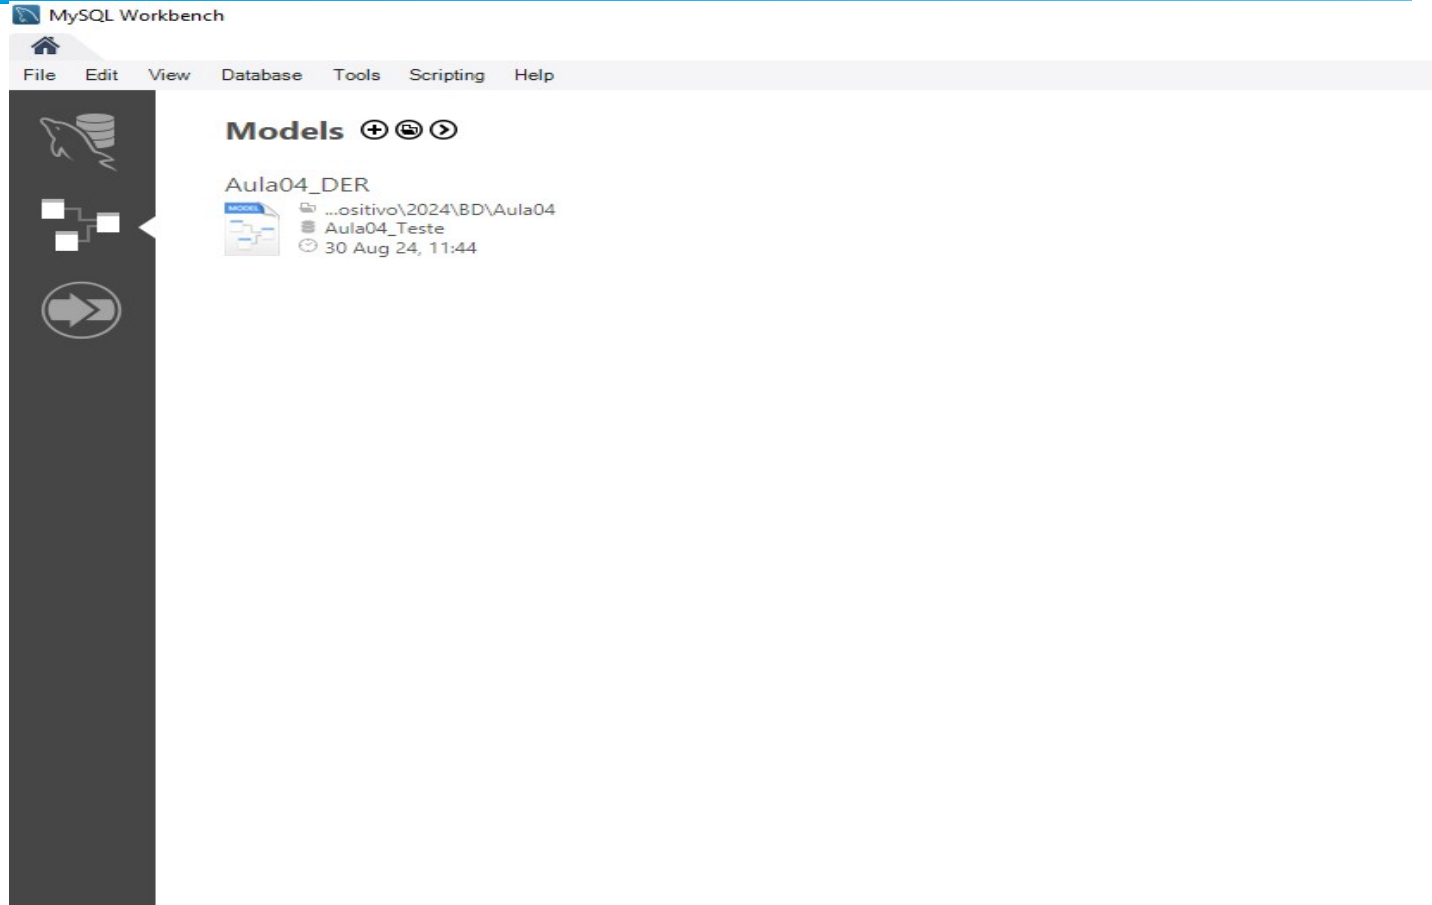 MySQL Workbench
File Edit View Database Tools Scripting Help
Models
Aula04_DER
MODEL
...ositivo\2024\BD\Aula04
Aula04_Teste
30 Aug 24, 11:44